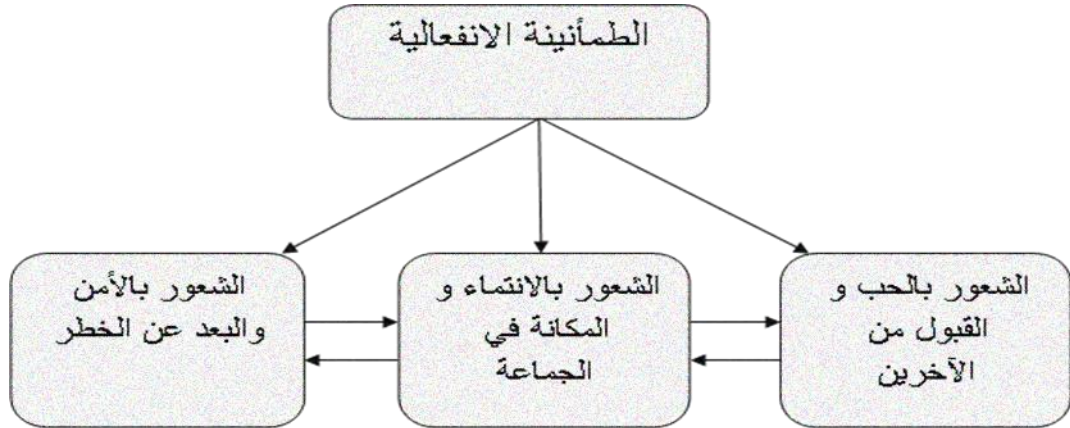 الطمأنينة الانفعالية
الشعور بالحب و
القبول من
الآخرين
الشعور بالانتماء و
المكانة في
الجماعة
الشعور بالأمن
والبعد عن الخطر